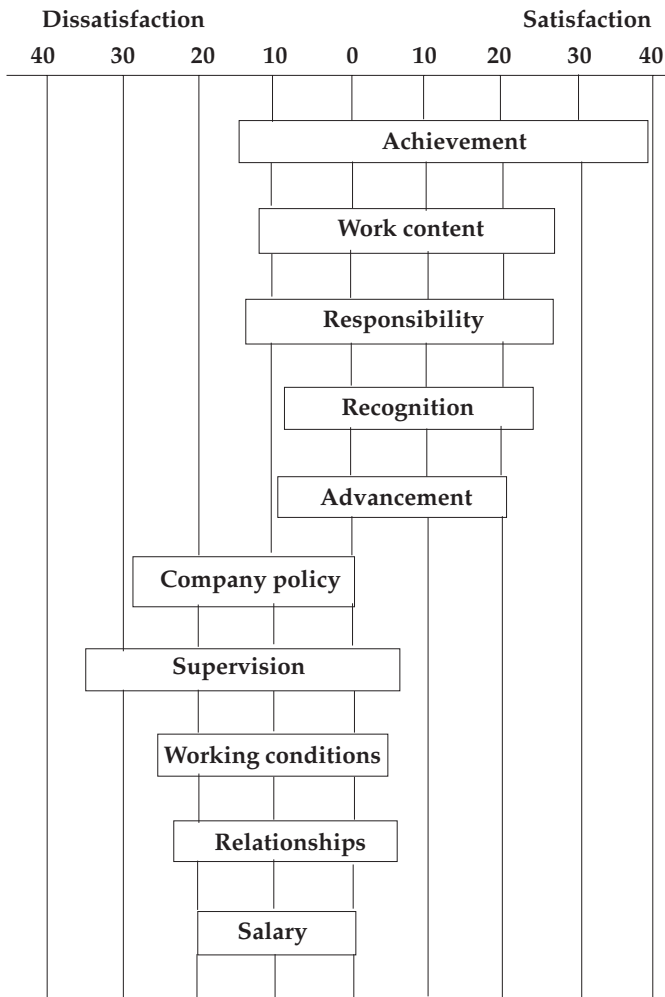 Dissatisfaction Satisfaction
40 30 20 10 0 10 20 30 40
Achievement
Work content
Responsibility
Recognition
Advancement
Company policy
Supervision
Working conditions
Relationships
Salary